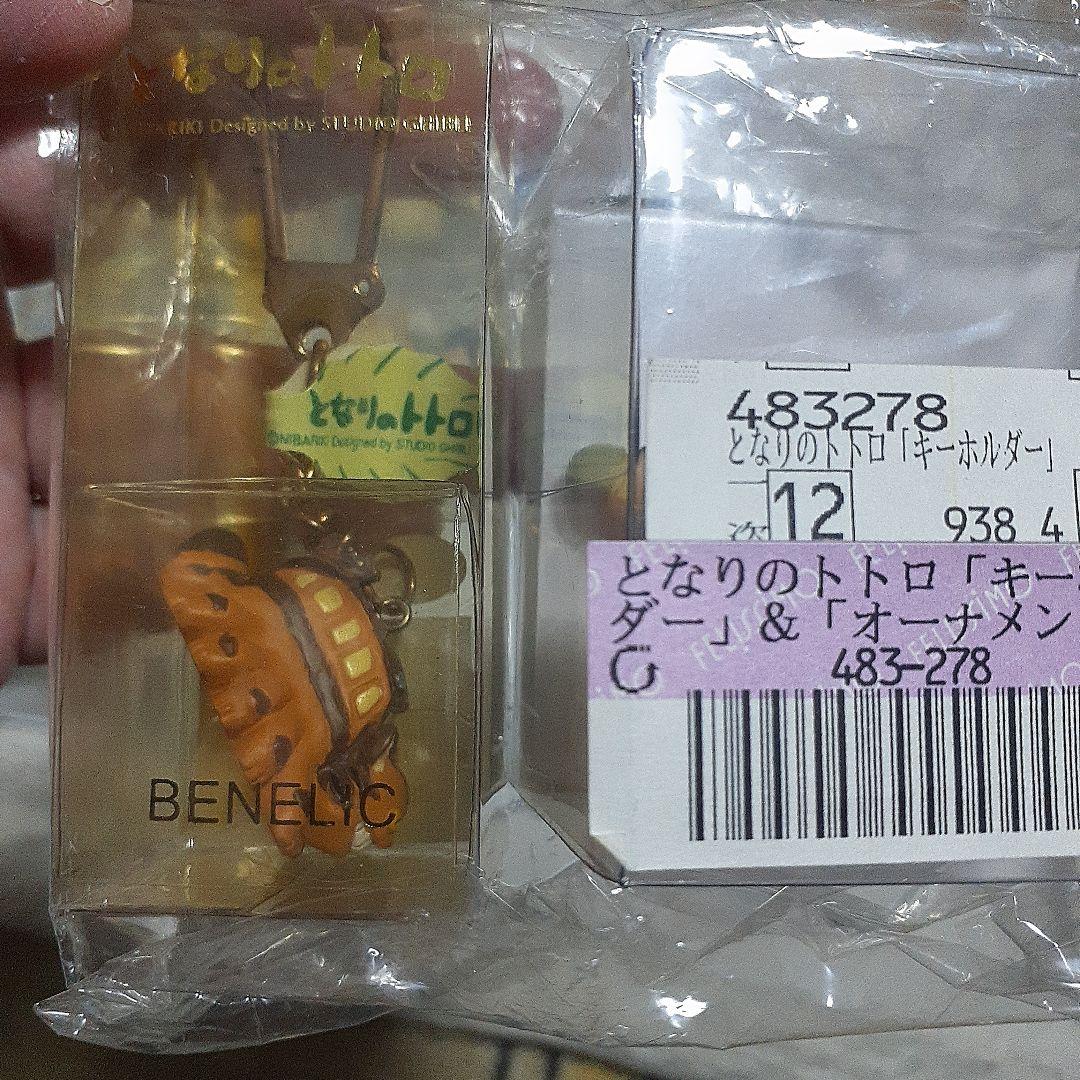 となりのトトロ
Designed by STUDIO GHIBLI
となりのトトロ
©NIBARIKI Designed by STUDIO GHIBLI
BENELIC
483278
となりのトトロ「キーホルダー」
12
938 4
となりのトトロ「キー
ダー」&「オーナメン
483-278
FELISSIMO